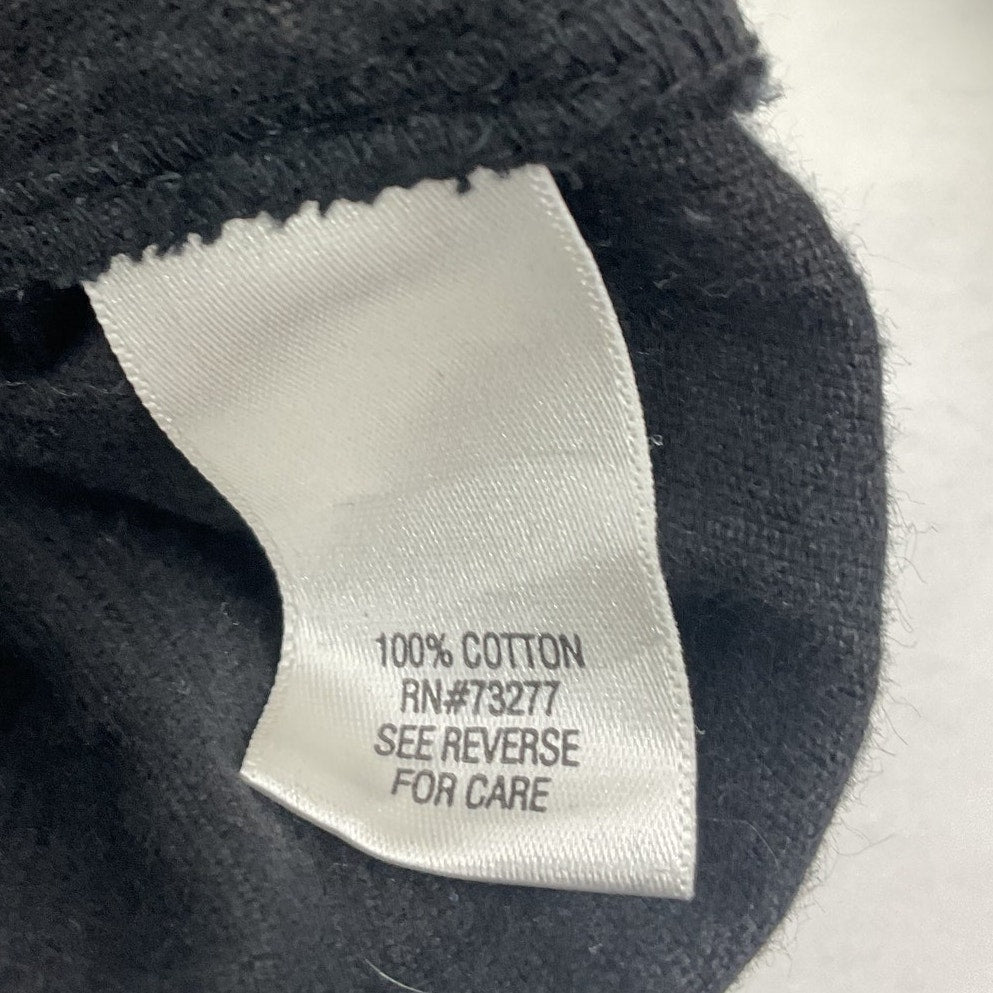 100% COTTON
RN#73277
SEE REVERSE
FOR CARE